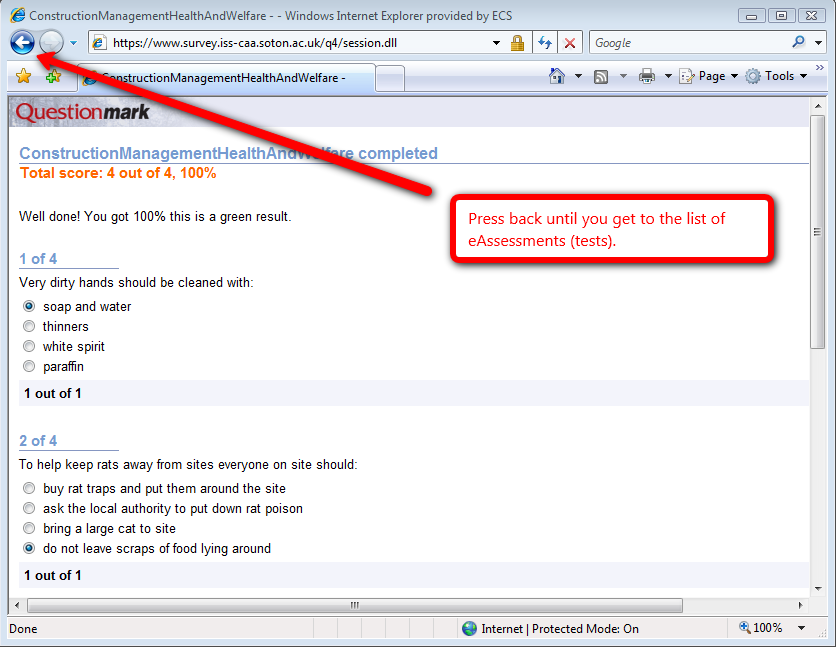 ConstructionManagementHealthAndWelfare - - Windows Internet Explorer provided by ECS
https://www.survey.iss-caa.soton.ac.uk/q4/session.dll
Google
ConstructionManagementHealthAndWelfare -
Page
Tools
Questionmark
ConstructionManagementHealthAndWelfare completed
Total score: 4 out of 4, 100%
Well done! You got 100% this is a green result.
Press back until you get to the list of
eAssessments (tests).
1 of 4
Very dirty hands should be cleaned with:
soap and water
thinners
white spirit
paraffin
1 out of 1
2 of 4
To help keep rats away from sites everyone on site should:
buy rat traps and put them around the site
ask the local authority to put down rat poison
bring a large cat to site
do not leave scraps of food lying around
1 out of 1
Done
Internet | Protected Mode: On
100%